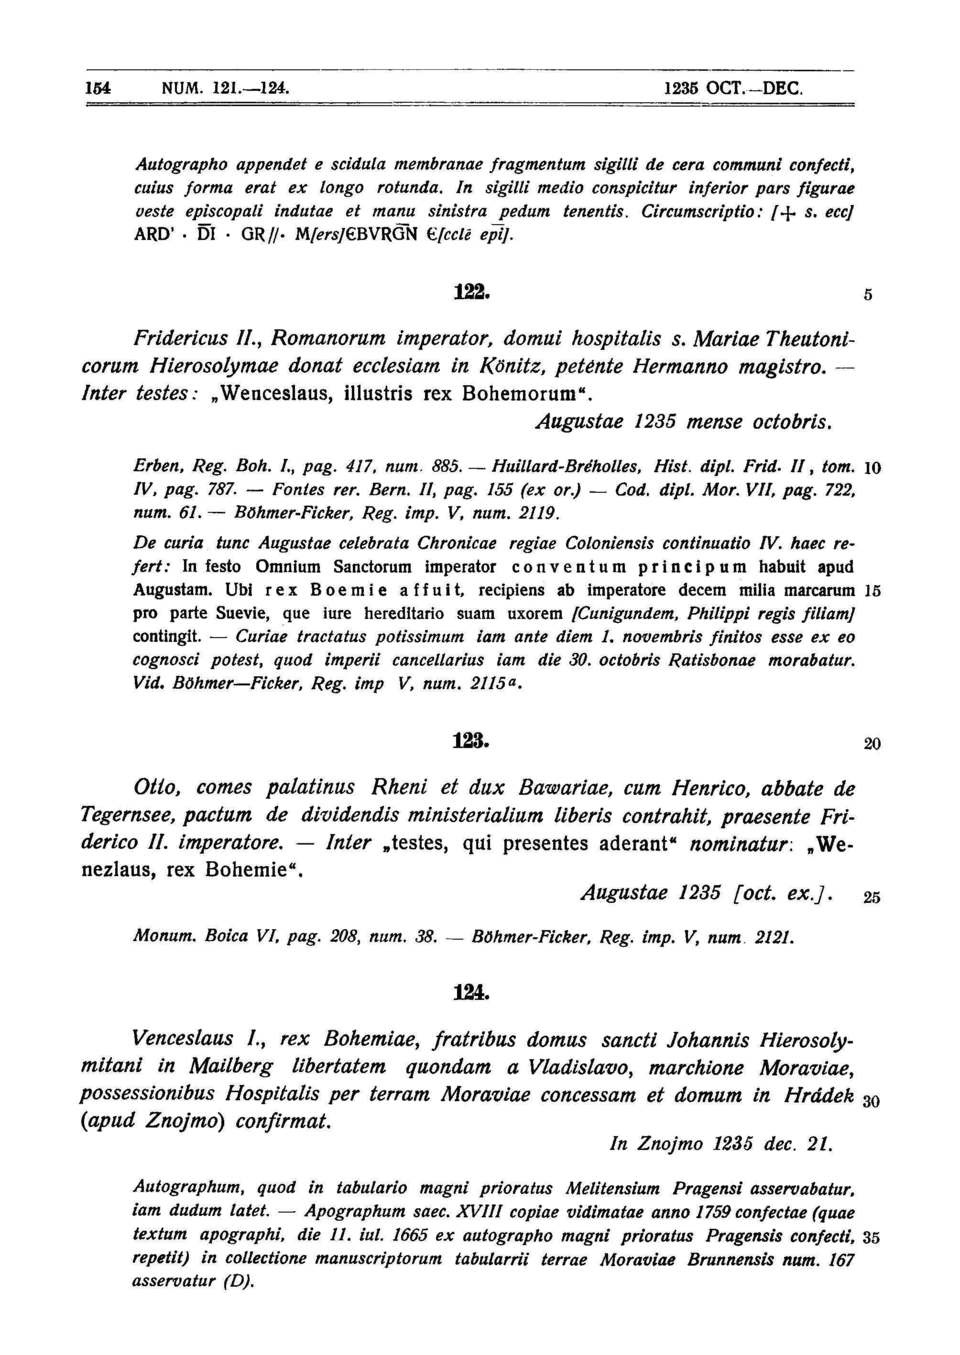 154 NUM. 121.—124. 1235 OCT.—DEC.
Autographo appendet e scidula membranae fragmentum sigilli de cera communi confecti,
cuius forma erat ex longo rotunda. In sigilli medio conspicitur inferior pars figurae
veste episcopali indutae et manu sinistra pedum tenentis. Circumscriptio: [+ s. ecc]
ARD' · D̅I · GR//· M[ers]ЄBVRG̅N Є[cclē ep̅i].
122. 5
Fridericus II., Romanorum imperator, domui hospitalis s. Mariae Theutoni-
corum Hierosolymae donat ecclesiam in Könitz, peténte Hermanno magistro. —
Inter testes: „Wenceslaus, illustris rex Bohemorum“.
Augustae 1235 mense octobris.
Erben, Reg. Boh. I., pag. 417, num. 885. — Huillard-Bréholles, Hist. dipl. Frid. II, tom. 10
IV, pag. 787. — Fontes rer. Bern. II, pag. 155 (ex or.) — Cod. dipl. Mor. VII, pag. 722,
num. 61. — Böhmer-Ficker, Reg. imp. V, num. 2119.
De curia tunc Augustae celebrata Chronicae regiae Coloniensis continuatio IV. haec re-
fert: In festo Omnium Sanctorum imperator conventum principum habuit apud
Augustam. Ubi rex Boemie affuit, recipiens ab imperatore decem milia marcarum 15
pro parte Suevie, que iure hereditario suam uxorem [Cunigundem, Philippi regis filiam]
contingit. — Curiae tractatus potissimum iam ante diem 1. novembris finitos esse ex eo
cognosci potest, quod imperii cancellarius iam die 30. octobris Ratisbonae morabatur.
Vid. Böhmer—Ficker, Reg. imp V, num. 2115a.
123. 20
Otto, comes palatinus Rheni et dux Bawariae, cum Henrico, abbate de
Tegernsee, pactum de dividendis ministerialium liberis contrahit, praesente Fri-
derico II. imperatore. — Inter „testes, qui presentes aderant“ nominatur: „We-
nezlaus, rex Bohemie“.
Augustae 1235 [oct. ex.]. 25
Monum. Boica VI, pag. 208, num. 38. — Böhmer-Ficker, Reg. imp. V, num. 2121.
124.
Venceslaus I., rex Bohemiae, fratribus domus sancti Johannis Hierosoly-
mitani in Mailberg libertatem quondam a Vladislavo, marchione Moraviae,
possessionibus Hospitalis per terram Moraviae concessam et domum in Hrádek 30
(apud Znojmo) confirmat.
In Znojmo 1235 dec. 21.
Autographum, quod in tabulario magni prioratus Melitensium Pragensi asservabatur,
iam dudum latet. — Apographum saec. XVIII copiae vidimatae anno 1759 confectae (quae
textum apographi, die 11. iul. 1665 ex autographo magni prioratus Pragensis confecti, 35
repetit) in collectione manuscriptorum tabularrii terrae Moraviae Brunnensis num. 167
asservatur (D).